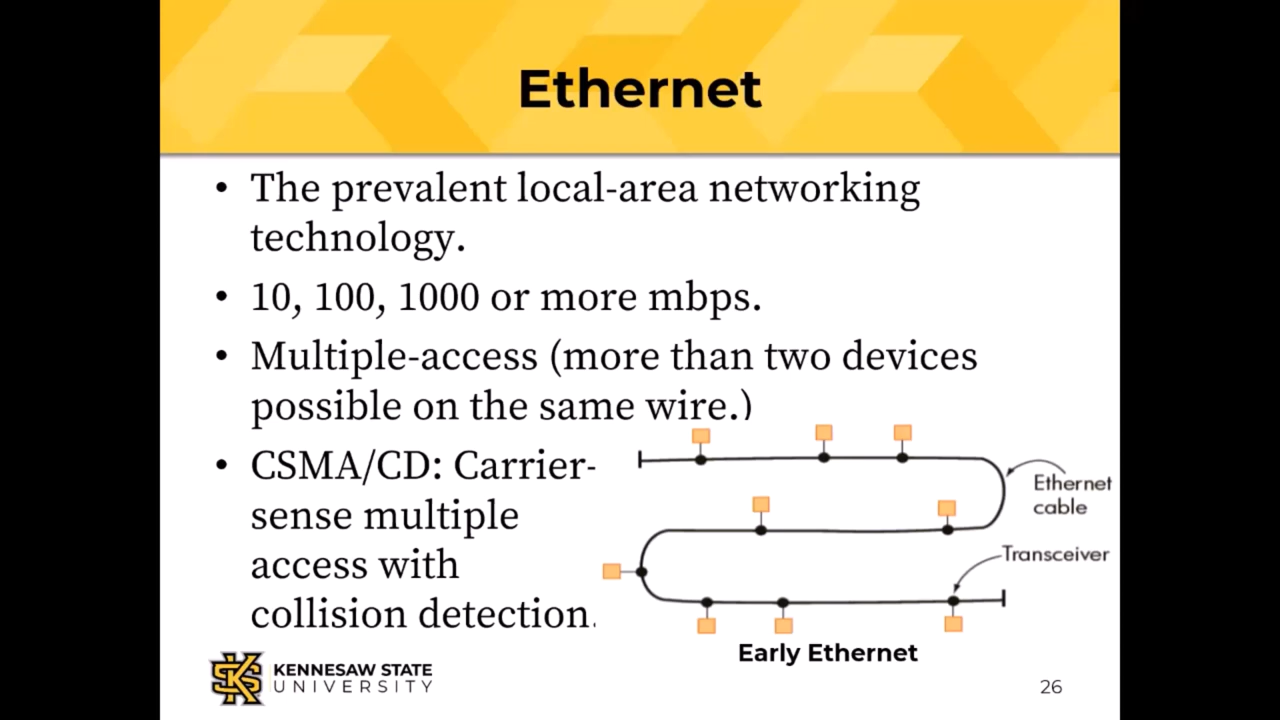 Ethernet
• The prevalent local-area networking
technology.
• 10, 100, 1000 or more mbps.
• Multiple-access (more than two devices
possible on the same wire.)
• CSMA/CD: Carrier-
sense multiple
access with
collision detection.
Ethernet
cable
Transceiver
Early Ethernet
KS
KENNESAW STATE
UNIVERSITY
26